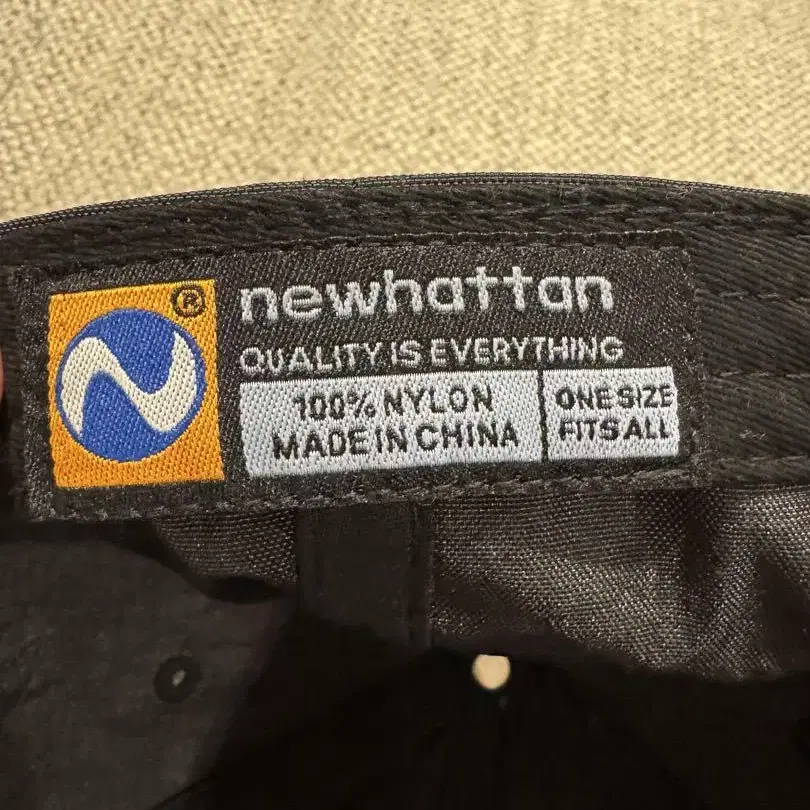 ®
newhattan
QUALITY IS EVERYTHING
100% NYLON
MADE IN CHINA
ONE SIZE
FITS ALL